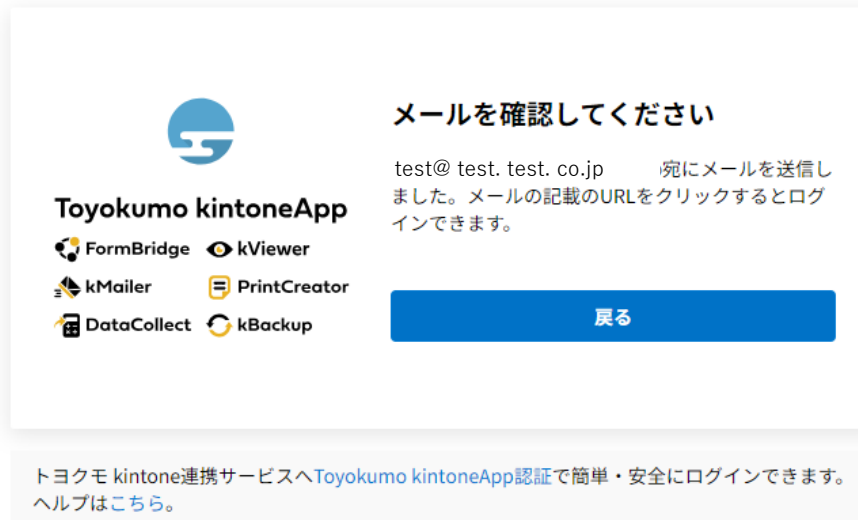 メールを確認してください
test@ test. test. co.jp 宛にメールを送信し
ました。メールの記載のURLをクリックするとログ
インできます。
戻る
Toyokumo kintoneApp
FormBridge kViewer
kMailer PrintCreator
DataCollect kBackup
トヨクモ kintone連携サービスへToyokumo kintoneApp認証で簡単・安全にログインできます。
ヘルプはこちら。